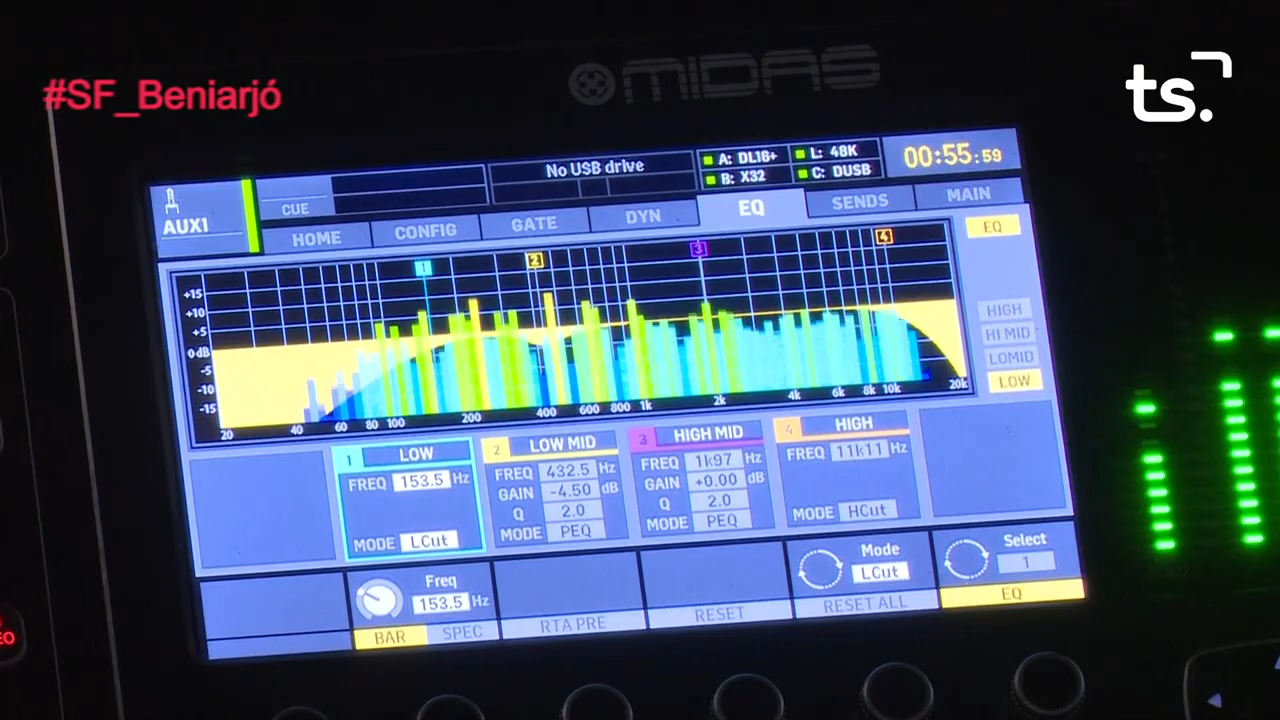 #SF_Beniarjó
MIDAS
ts.
AUX1
CUE
No USB drive
A: DL16+
L: 48K
B: X32
C: DUSB
00:55:59
HOME
CONFIG
GATE
DYN
EQ
SENDS
MAIN
1
2
3
4
EQ
HIGH
HI MID
LOMID
LOW
+15
+10
+5
0 dB
-5
-10
-15
20
40
60
80
100
200
400
600
800
1k
2k
4k
6k
8k
10k
20k
1 LOW
FREQ 153.5 Hz
MODE LCut
2 LOW MID
FREQ 432.5 Hz
GAIN -4.50 dB
Q 2.0
MODE PEQ
3 HIGH MID
FREQ 1k97 Hz
GAIN +0.00 dB
Q 2.0
MODE PEQ
4 HIGH
FREQ 11k11 Hz
MODE HCut
Freq
153.5 Hz
BAR
SPEC
RTA PRE
RESET
Mode
LCut
RESET ALL
Select
1
EQ